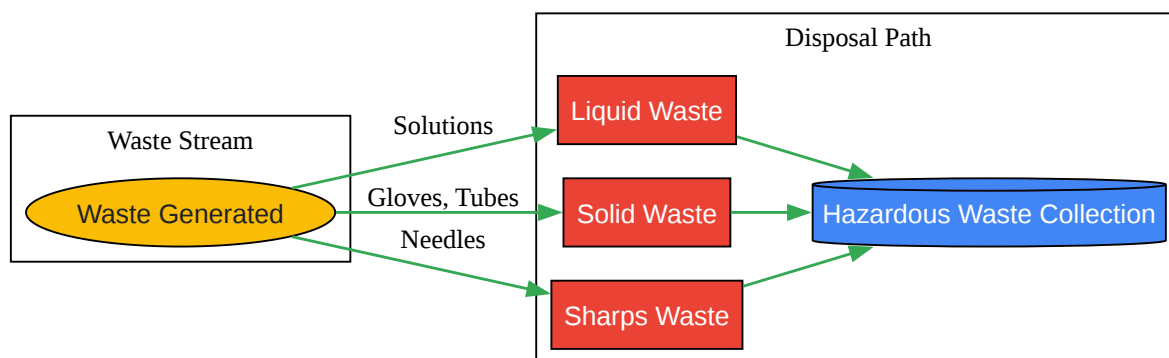 Disposal Path
Waste Stream
Waste Generated
Solutions
Gloves, Tubes
Needles
Liquid Waste
Solid Waste
Sharps Waste
Hazardous Waste Collection